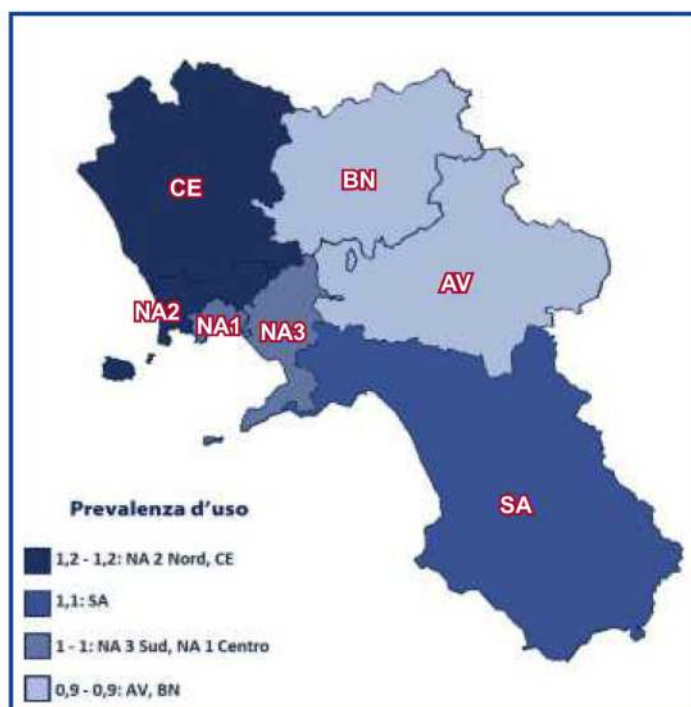 CE
BN
AV
NA2
NA1
NA3
SA
Prevalenza d'uso
1,2 - 1,2: NA 2 Nord, CE
1,1: SA
1 - 1: NA 3 Sud, NA 1 Centro
0,9 - 0,9: AV, BN